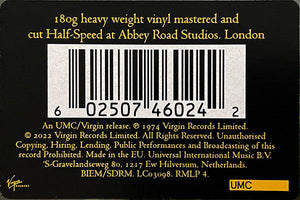 180g heavy weight vinyl mastered and
cut Half-Speed at Abbey Road Studios. London
6 02507 46024 2
An UMC/Virgin release. ℗ 1974 Virgin Records Limited.
© 2022 Virgin Records Limited. All Rights Reserved. Unauthorised
Copying, Hiring, Lending, Public Performances and Broadcasting of this
record Prohibited. Made in the EU. Universal International Music B.V.
'S-Gravelandseweg 80, 1217 Ew Hilversum, Netherlands.
BIEM/SDRM. LC03098. RMLP 4.
Virgin
UMC